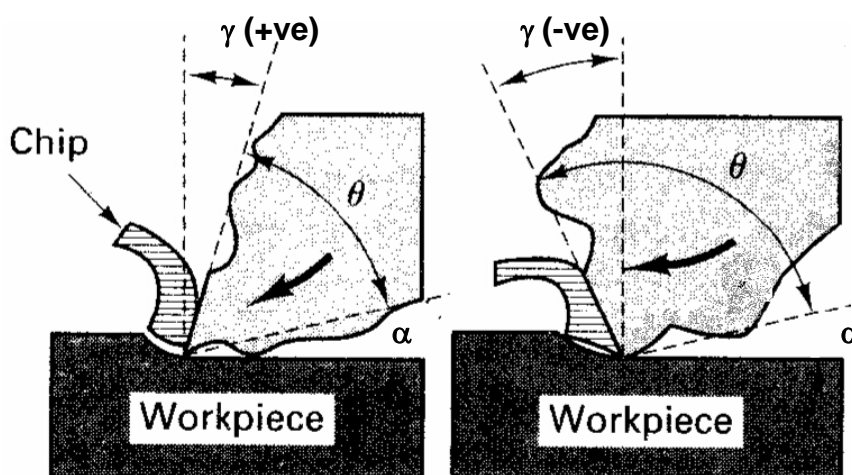 γ (+ve)
γ (-ve)
Chip
θ
θ
α
α
Workpiece
Workpiece